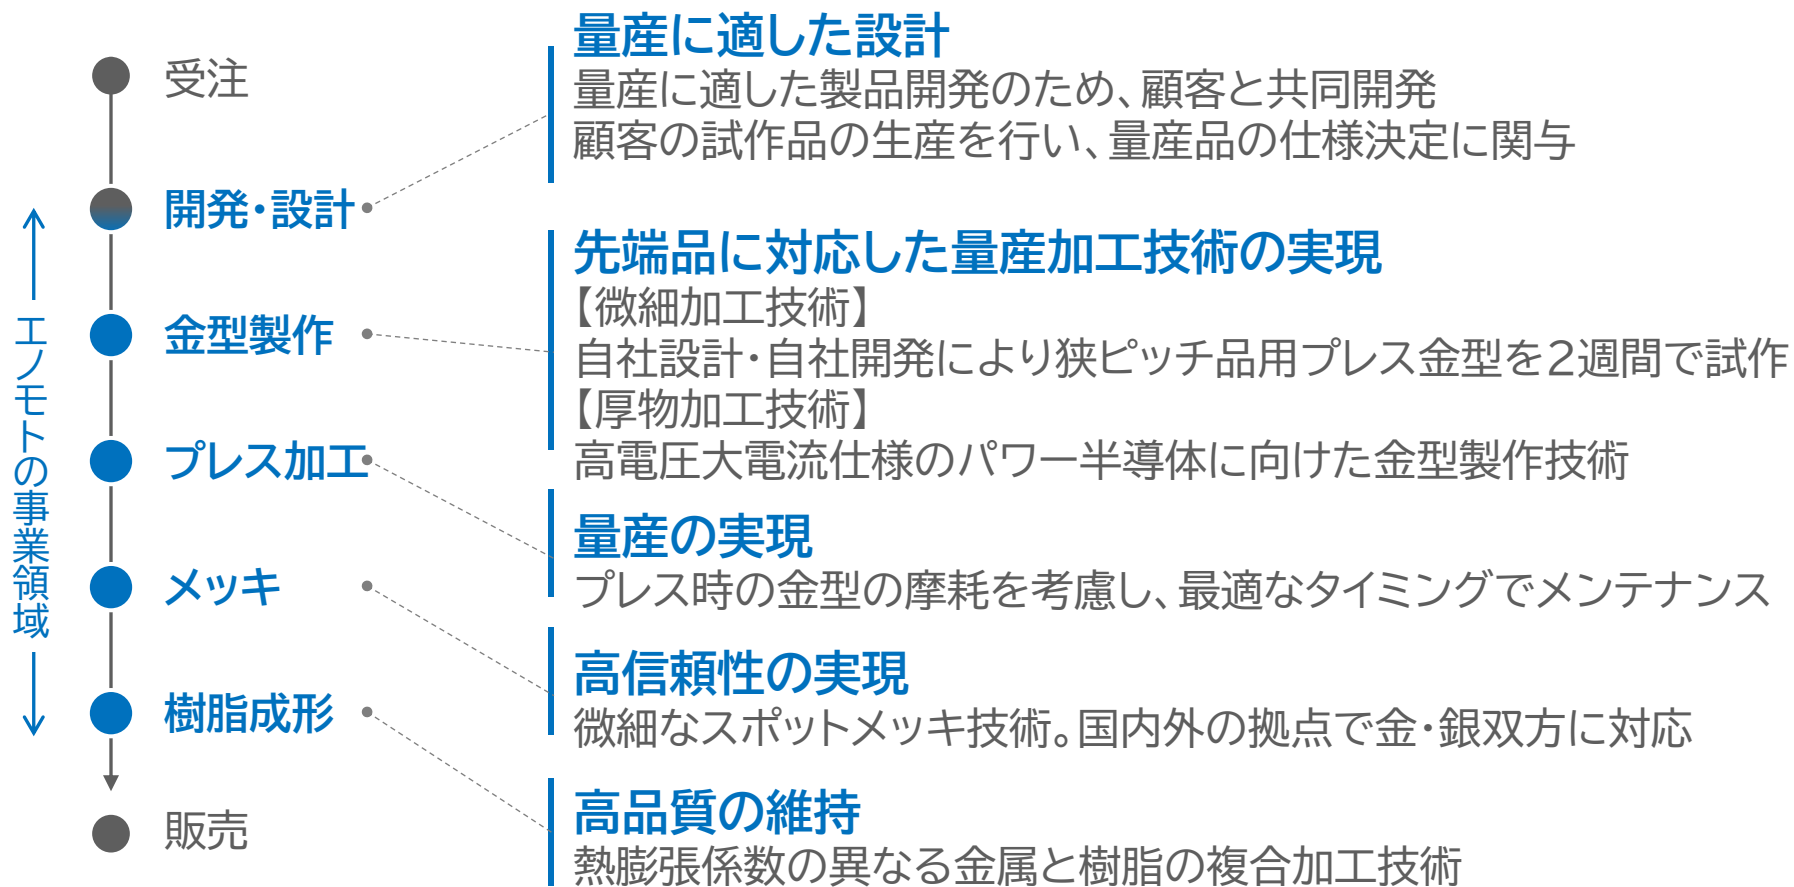 受注
開発・設計
金型製作
プレス加工
メッキ
樹脂成形
販売
エノモトの事業領域
量産に適した設計
量産に適した製品開発のため、顧客と共同開発
顧客の試作品の生産を行い、量産品の仕様決定に関与
先端品に対応した量産加工技術の実現
【微細加工技術】
自社設計・自社開発により狭ピッチ品用プレス金型を2週間で試作
【厚物加工技術】
高電圧大電流仕様のパワー半導体に向けた金型製作技術
量産の実現
プレス時の金型の摩耗を考慮し、最適なタイミングでメンテナンス
高信頼性の実現
微細なスポットメッキ技術。国内外の拠点で金・銀双方に対応
高品質の維持
熱膨張係数の異なる金属と樹脂の複合加工技術